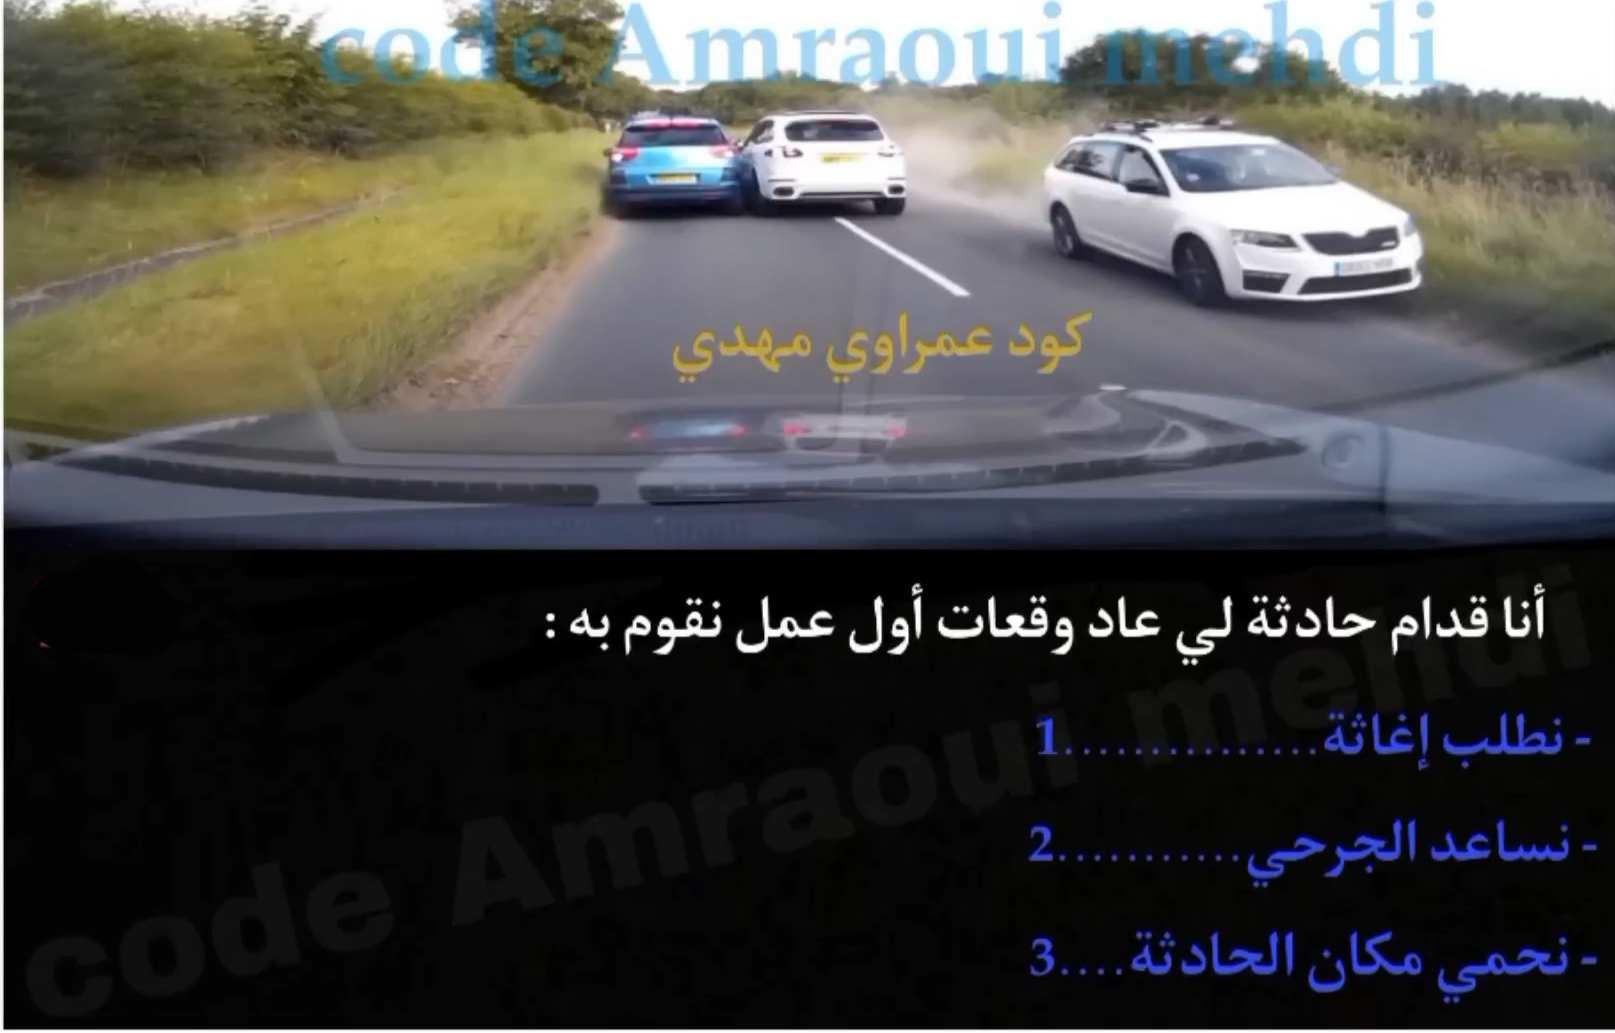 code Amraoui mehdi
كود عمراوي مهدي
أنا قدام حادثة لي عاد وقعات أول عمل نقوم به :
- نطلب إغاثة...............1
- نساعد الجرحي...........2
- نحمي مكان الحادثة....3
code Amraoui mehdi